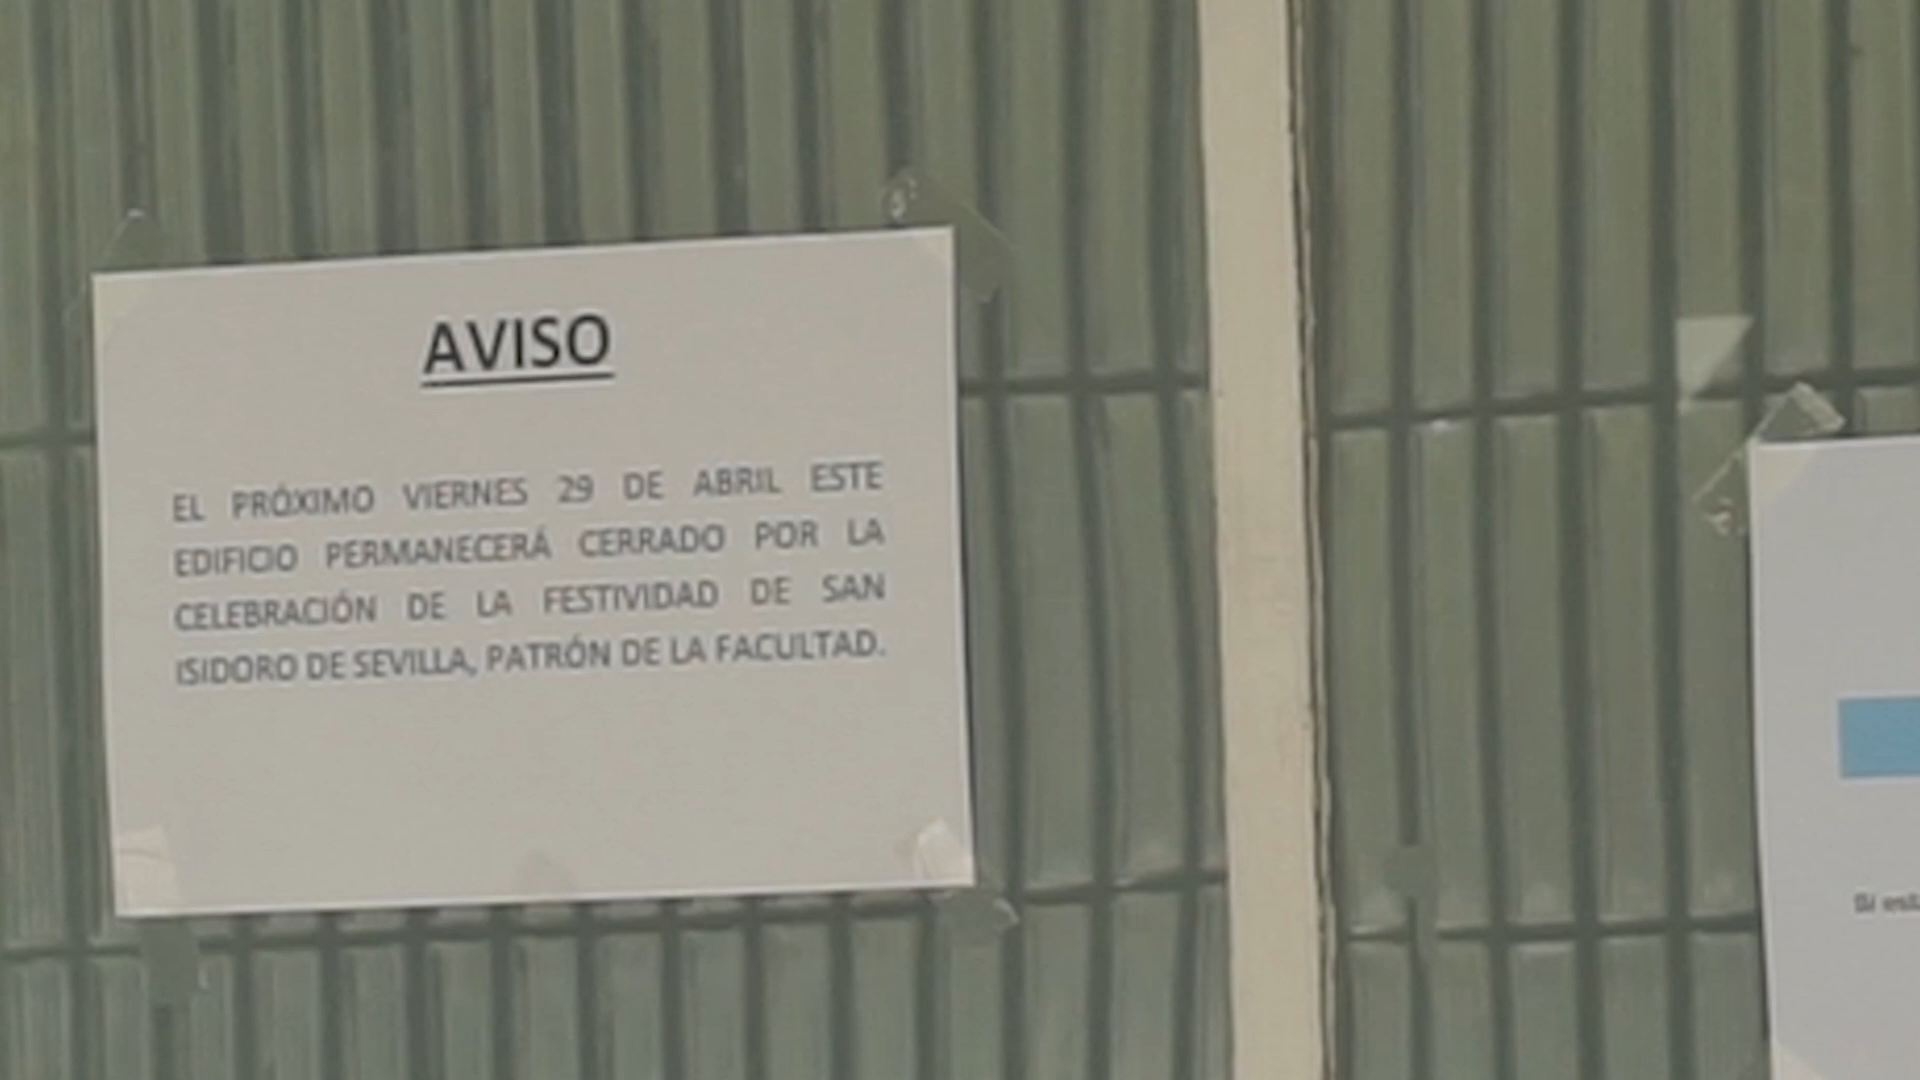 AVISO
EL PRÓXIMO VIERNES 29 DE ABRIL ESTE
EDIFICIO PERMANECERÁ CERRADO POR LA
CELEBRACIÓN DE LA FESTIVIDAD DE SAN
ISIDORO DE SEVILLA, PATRÓN DE LA FACULTAD.
Si